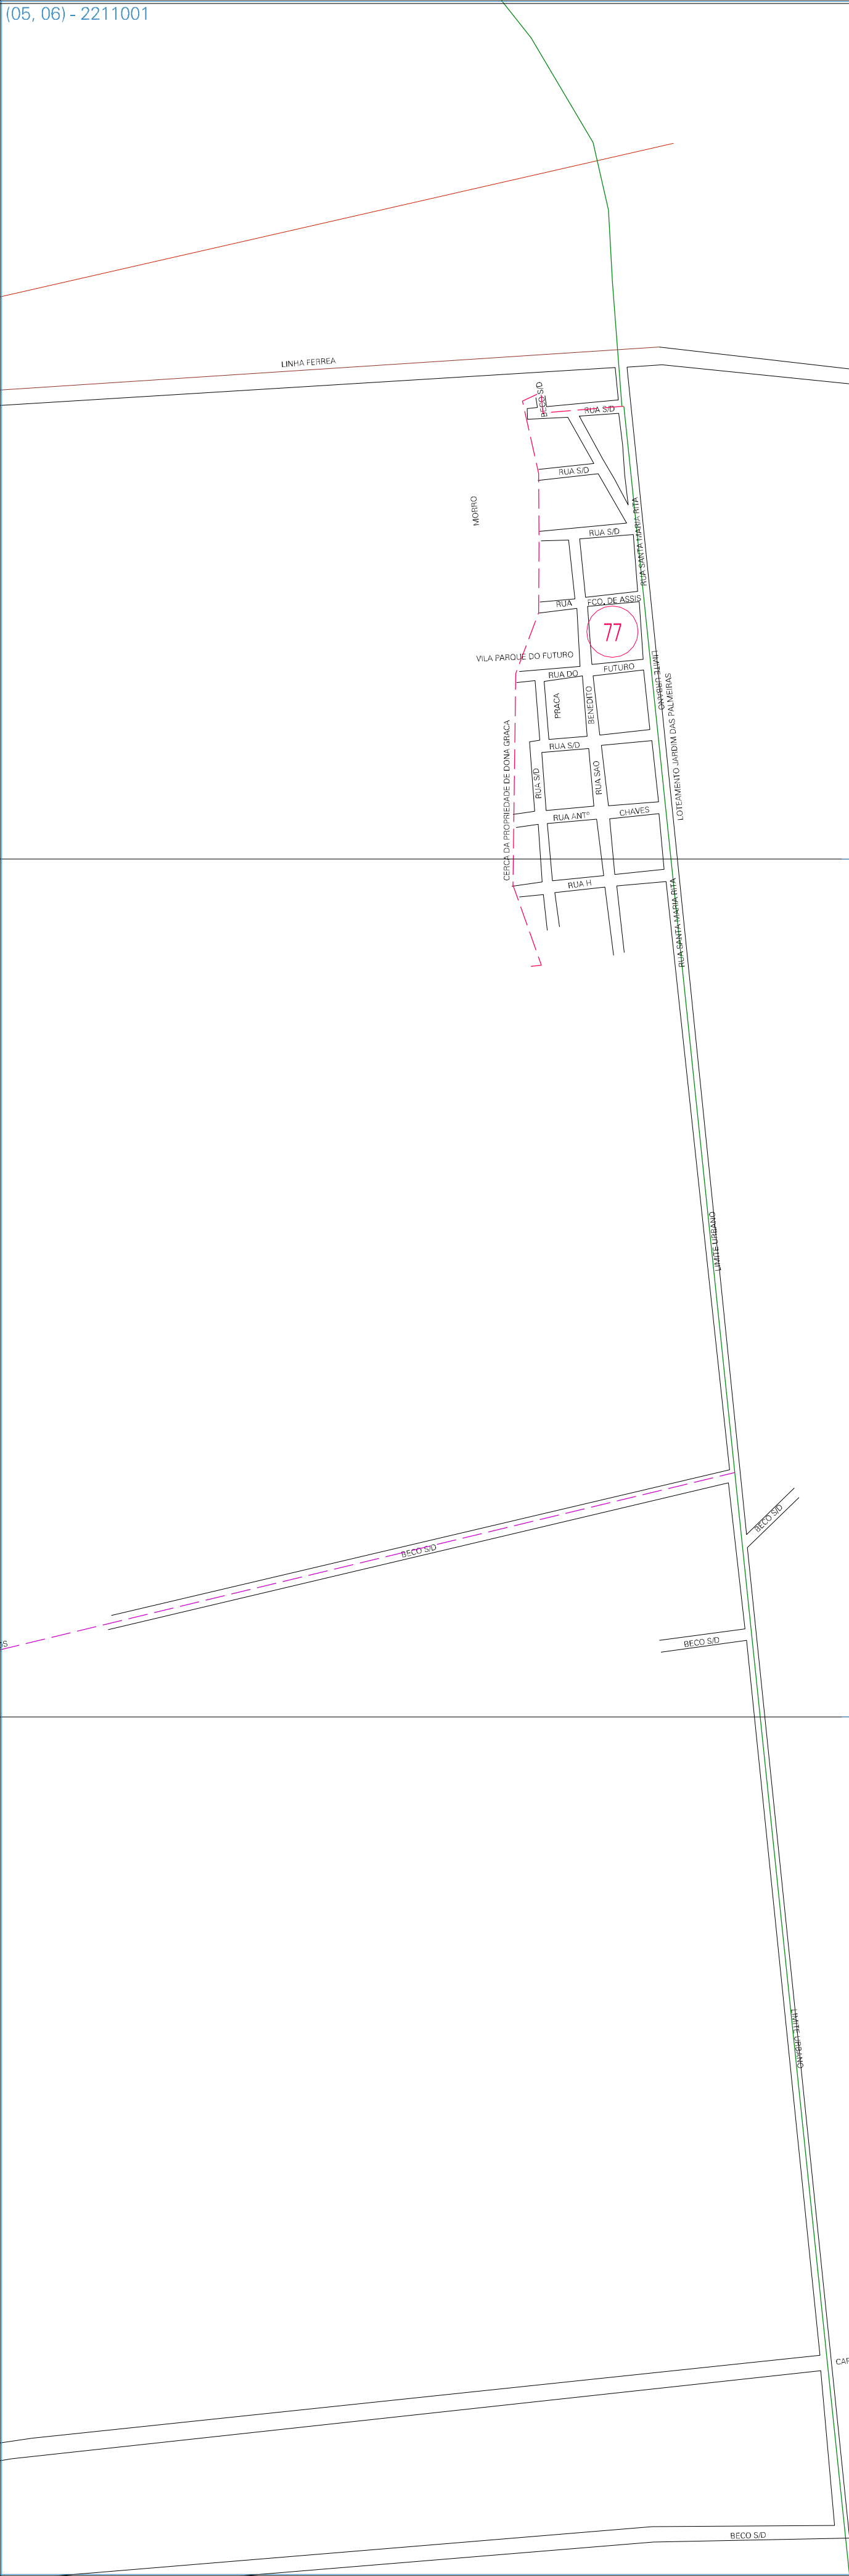 (05, 06) - 2211001
LINHA FERREA
BECO S/D
RUA S/D
RUA S/D
MORRO
RUA SANTA MARIA RITA
RUA S/D
RUA FCO. DE ASSIS
77
VILA PARQUE DO FUTURO
LIMITE URBANO
RUA DO FUTURO
LOTEAMENTO JARDIM DAS PALMEIRAS
PRACA
BENEDITO
CERCA DA PROPRIEDADE DE DONA GRACA
RUA S/D
RUA S/D
RUA SAO
RUA ANTº CHAVES
RUA H
RUA SANTA MARIA RITA
LIMITE URBANO
BECO S/D
BECO S/D
BECO S/D
LIMITE URBANO
BECO S/D